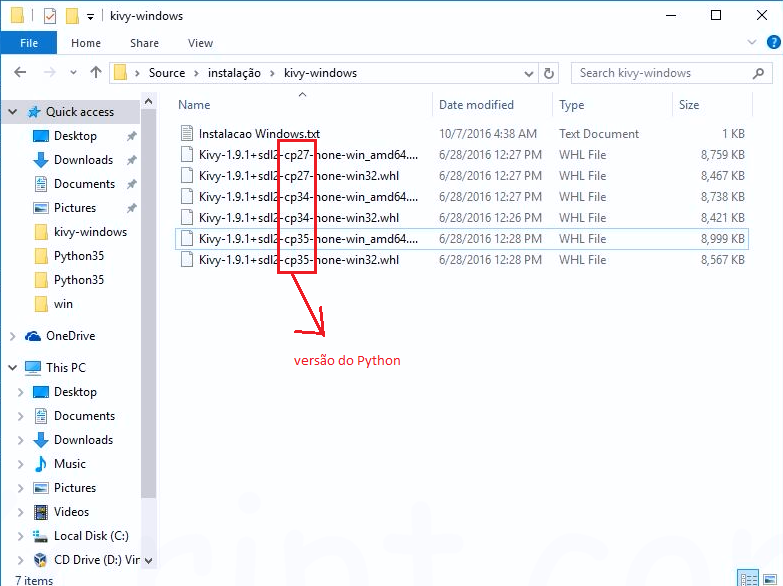 kivy-windows
File Home Share View
Source instalação kivy-windows
Search kivy-windows
Name Date modified Type Size
Quick access
Desktop
Downloads
Documents
Pictures
kivy-windows
Python35
Python35
win
OneDrive
This PC
Desktop
Documents
Downloads
Music
Pictures
Videos
Local Disk (C:)
CD Drive (D:) Vir
Instalacao Windows.txt 10/7/2016 4:38 AM Text Document 1 KB
Kivy-1.9.1+sdl2-cp27-none-win_amd64.... 6/28/2016 12:27 PM WHL File 8,759 KB
Kivy-1.9.1+sdl2-cp27-none-win32.whl 6/28/2016 12:27 PM WHL File 8,467 KB
Kivy-1.9.1+sdl2-cp34-none-win_amd64.... 6/28/2016 12:27 PM WHL File 8,738 KB
Kivy-1.9.1+sdl2-cp34-none-win32.whl 6/28/2016 12:26 PM WHL File 8,421 KB
Kivy-1.9.1+sdl2-cp35-none-win_amd64.... 6/28/2016 12:28 PM WHL File 8,999 KB
Kivy-1.9.1+sdl2-cp35-none-win32.whl 6/28/2016 12:28 PM WHL File 8,567 KB
versão do Python
7 items